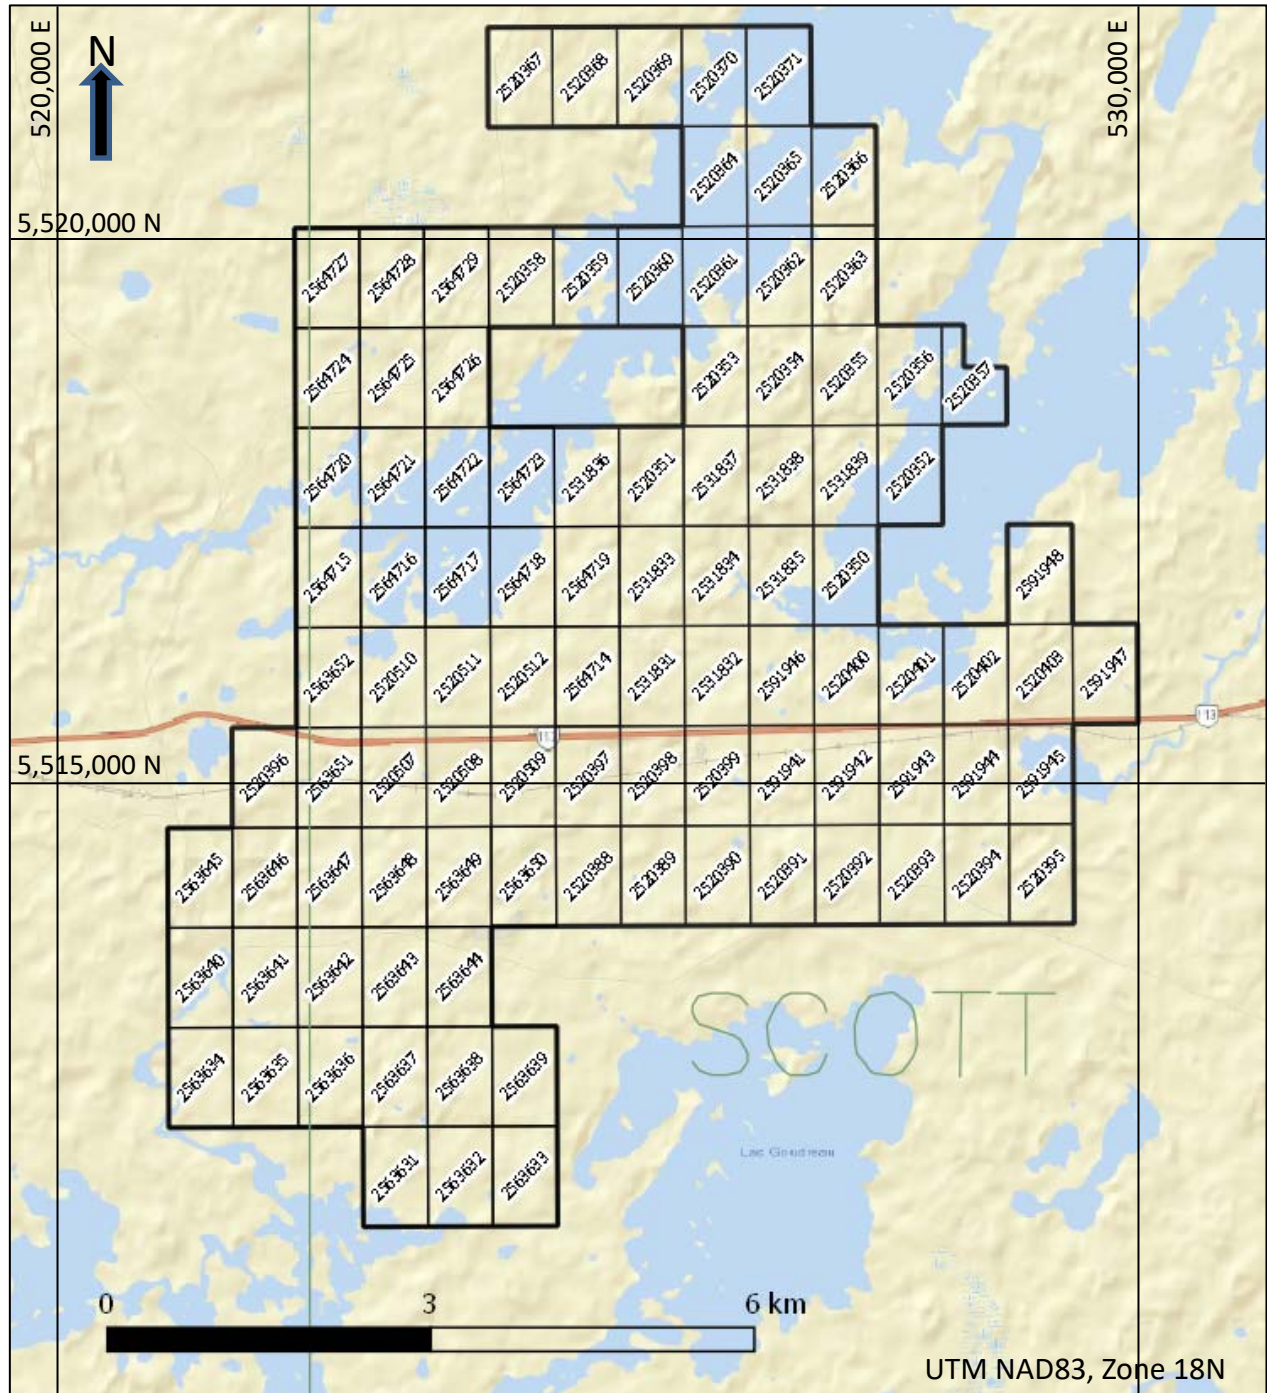 520,000 E
N
530,000 E
2520367 2520368 2520369 2520370 2520371
2520364 2520365 2520366
5,520,000 N
2564727 2564728 2564729 2520358 2520359 2520360 2520361 2520362 2520363
2564724 2564725 2564726 2520353 2520354 2520355 2520356 2520357
2564720 2564721 2564722 2564723 2531836 2520351 2531837 2531838 2531839 2520352
2564715 2564716 2564717 2564718 2564719 2531833 2531834 2531835 2520350 2591948
2563652 2520510 2520511 2520512 2564714 2531831 2531832 2591946 2520400 2520401 2520402 2520403 2591947
113
113
5,515,000 N
2520396 2563651 2520507 2520508 2520509 2520397 2520398 2520399 2591941 2591942 2591943 2591944 2591945
2563645 2563646 2563647 2563648 2563649 2563650 2520388 2520389 2520390 2520391 2520392 2520393 2520394 2520395
2563640 2563641 2563642 2563643 2563644
SCOTT
2563634 2563635 2563636 2563637 2563638 2563639
Lac Goudreau
2563631 2563632 2563633
0 3 6 km
UTM NAD83, Zone 18N